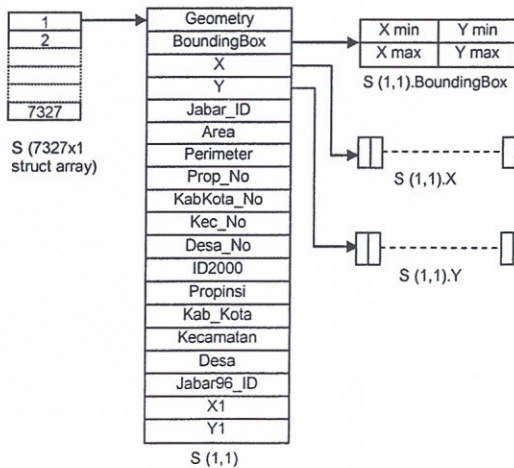 1
2
7327
S (7327x1
struct array)
Geometry
BoundingBox
X
Y
Jabar_ID
Area
Perimeter
Prop_No
KabKota_No
Kec_No
Desa_No
ID2000
Propinsi
Kab_Kota
Kecamatan
Desa
Jabar96_ID
X1
Y1
S (1,1)
X min Y min
X max Y max
S (1,1).BoundingBox
S (1,1).X
S (1,1).Y